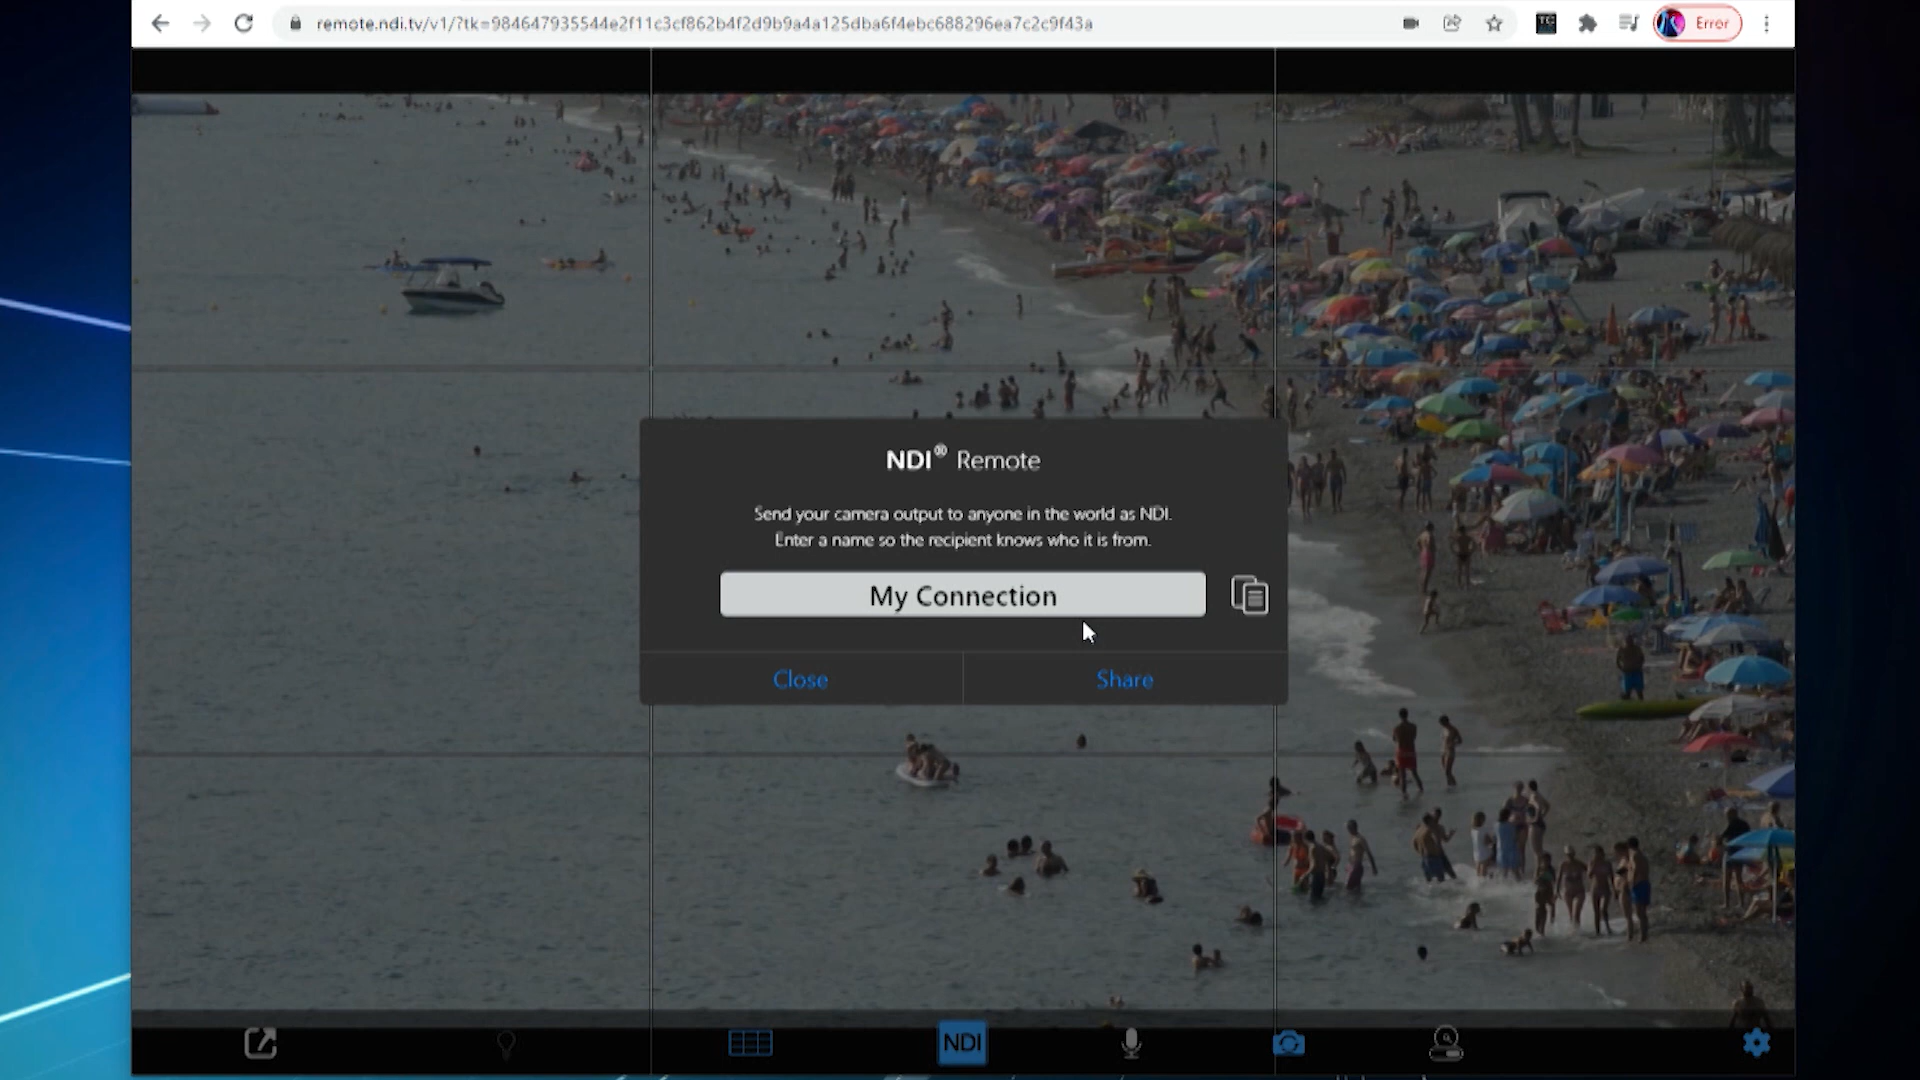 remote.ndi.tv/v1/?tk=984647935544e2f11c3cf862b4f2d9b9a4a125dba6f4ebc688296ea7c2c9f43a
TC
Error
NDI® Remote
Send your camera output to anyone in the world as NDI.
Enter a name so the recipient knows who it is from.
My Connection
Close
Share
NDI